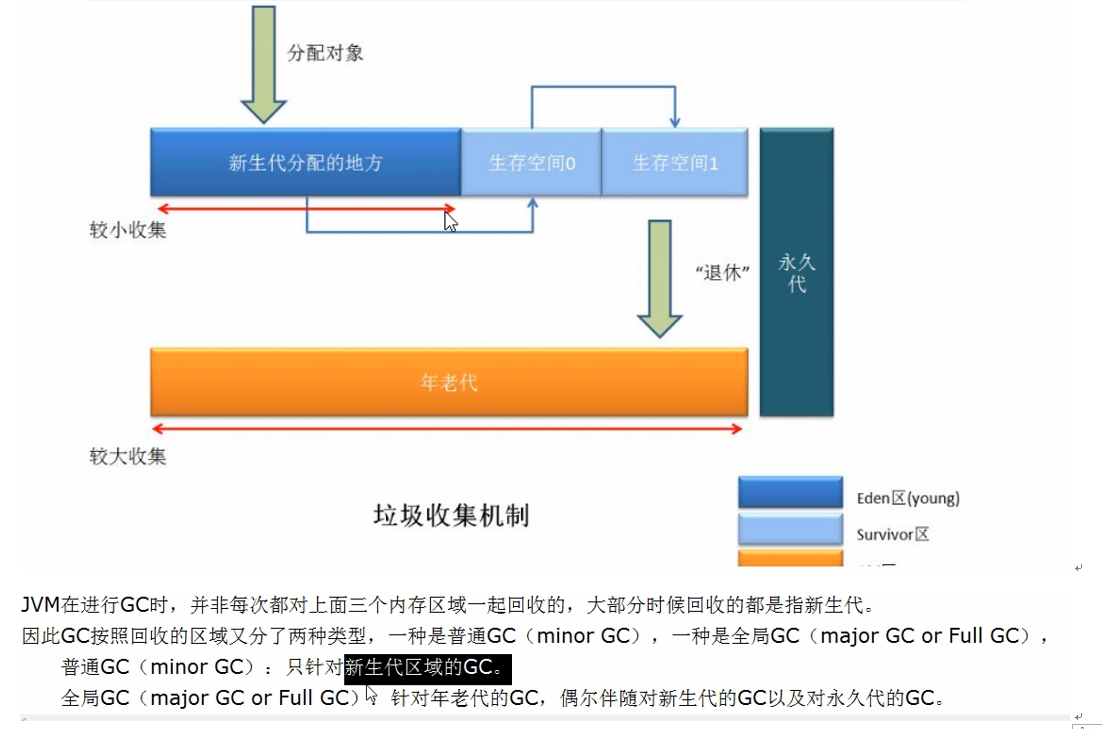 分配对象
新生代分配的地方
生存空间0
生存空间1
较小收集
永久
代
“退休”
年老代
较大收集
垃圾收集机制
Eden区(young)
Survivor区
JVM在进行GC时，并非每次都对上面三个内存区域一起回收的，大部分时候回收的都是指新生代。
因此GC按照回收的区域又分了两种类型，一种是普通GC（minor GC），一种是全局GC（major GC or Full GC），
普通GC（minor GC）：只针对新生代区域的GC。
全局GC（major GC or Full GC）：针对年老代的GC，偶尔伴随对新生代的GC以及对永久代的GC。